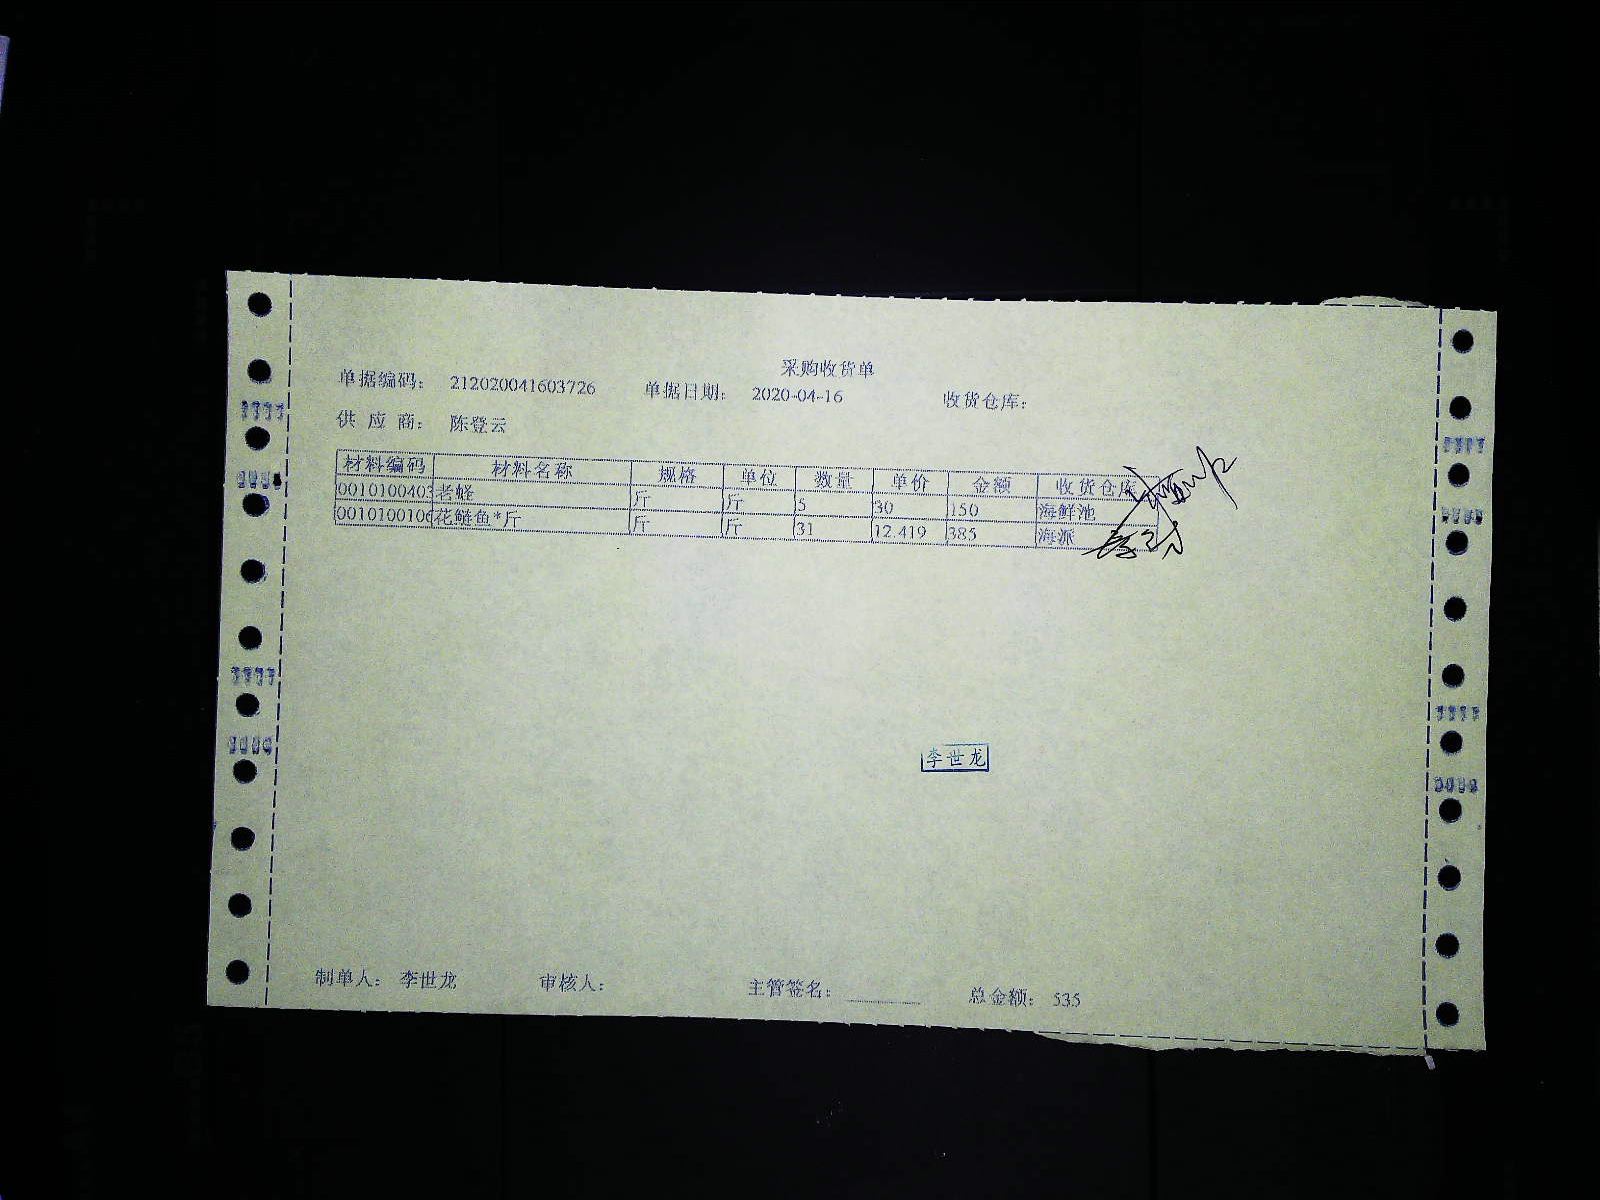 采购收货单
单据编码： 212020041603726 单据日期： 2020-04-16 收货仓库：
供 应 商： 陈登云
材料编码 材料名称 规格 单位 数量 单价 金额 收货仓库
0010100403 老蛏 斤 斤 5 30 150 海鲜池
0010100106 花鲢鱼*斤 斤 斤 31 12.419 385 海派
李世龙
制单人： 李世龙 审核人： 主管签名： 总金额： 535